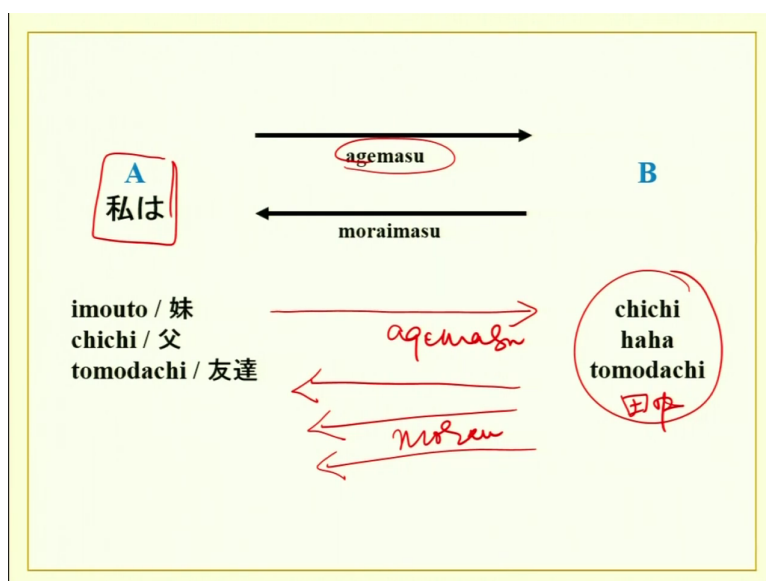 A
私は
agemasu
moraimasu
B
imouto / 妹
chichi / 父
tomodachi / 友達
agemasu
morau
chichi
haha
tomodachi
田中